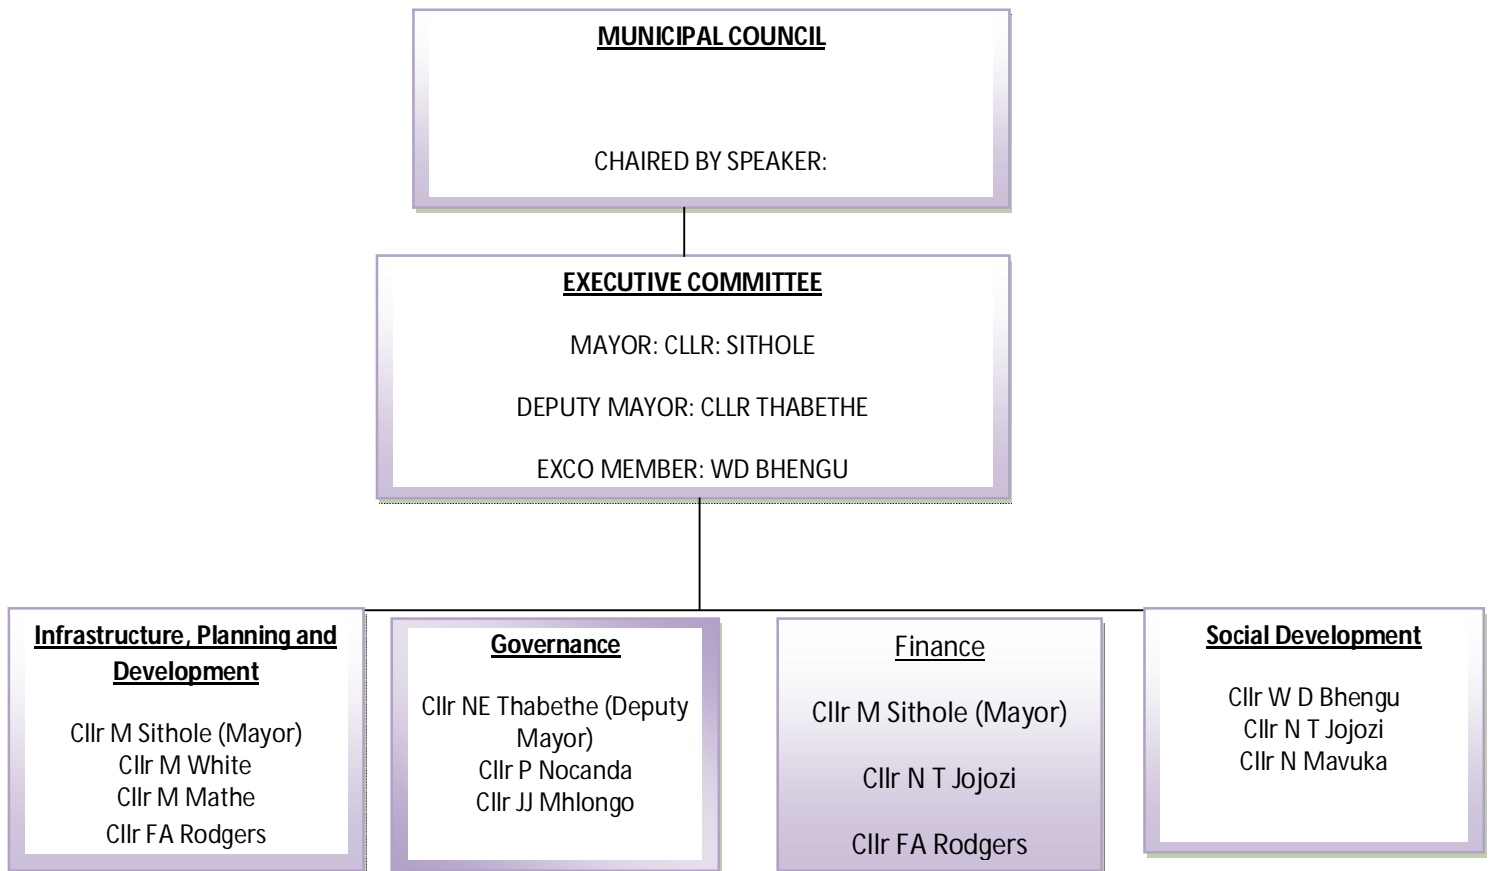 MUNICIPAL COUNCIL
CHAIRED BY SPEAKER:
EXECUTIVE COMMITTEE
MAYOR: CLLR: SITHOLE
DEPUTY MAYOR: CLLR THABETHE
EXCO MEMBER: WD BHENGU
Infrastructure, Planning and
Development
Cllr M Sithole (Mayor)
Cllr M White
Cllr M Mathe
Cllr FA Rodgers
Governance
Cllr NE Thabethe (Deputy
Mayor)
Cllr P Nocanda
Cllr JJ Mhlongo
Finance
Cllr M Sithole (Mayor)
Cllr N T Jojozi
Cllr FA Rodgers
Social Development
Cllr W D Bhengu
Cllr N T Jojozi
Cllr N Mavuka